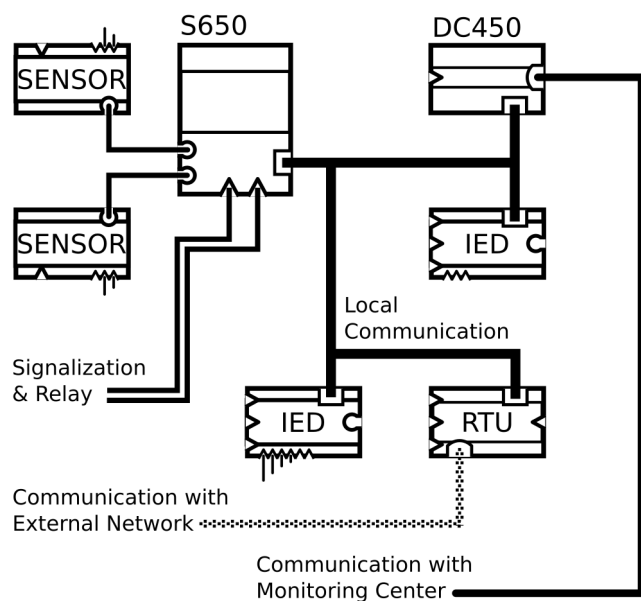 S650
DC450
SENSOR
SENSOR
IED
Local
Communication
Signalization
& Relay
IED
RTU
Communication with
External Network
Communication with
Monitoring Center